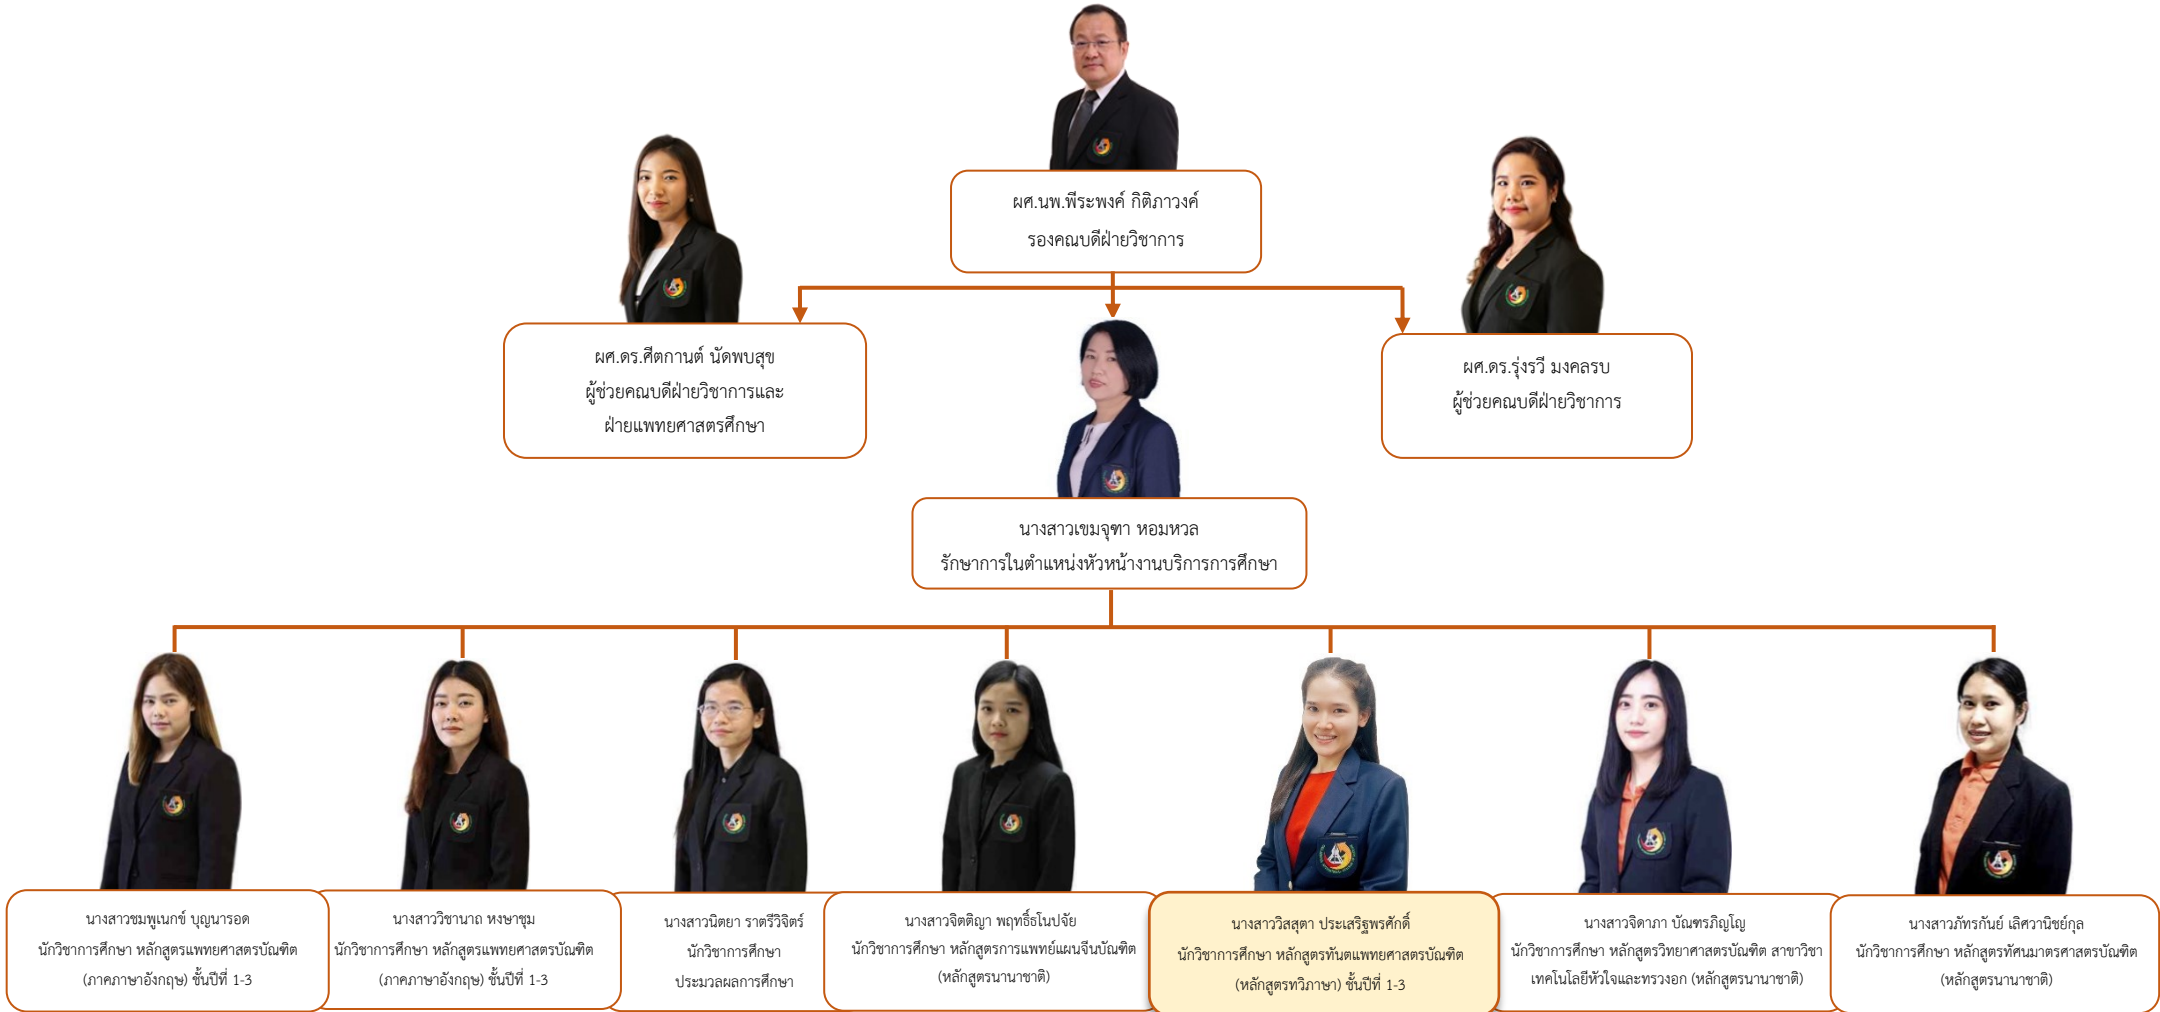 ผศ.นพ.พีระพงค์ กิติภาวงค์
รองคณบดีฝ่ายวิชาการ
ผศ.ดร.ศีตกานต์ นัดพบสุข
ผู้ช่วยคณบดีฝ่ายวิชาการและ
ฝ่ายแพทยศาสตรศึกษา
ผศ.ดร.รุ่งรวี มงคลรบ
ผู้ช่วยคณบดีฝ่ายวิชาการ
นางสาวเขมจุฑา หอมหวล
รักษาการในตำแหน่งหัวหน้างานบริการการศึกษา
นางสาวชมพูเนกข์ บุญนารอด
นักวิชาการศึกษา หลักสูตรแพทยศาสตรบัณฑิต
(ภาคภาษาอังกฤษ) ชั้นปีที่ 1-3
นางสาววิชานาถ หงษาชุม
นักวิชาการศึกษา หลักสูตรแพทยศาสตรบัณฑิต
(ภาคภาษาอังกฤษ) ชั้นปีที่ 1-3
นางสาวนิตยา ราตรีวิจิตร์
นักวิชาการศึกษา
ประมวลผลการศึกษา
นางสาวจิตติญา พฤทธิ์ธโนปจัย
นักวิชาการศึกษา หลักสูตรการแพทย์แผนจีนบัณฑิต
(หลักสูตรนานาชาติ)
นางสาววิสสุตา ประเสริฐพรศักดิ์
นักวิชาการศึกษา หลักสูตรทันตแพทยศาสตรบัณฑิต
(หลักสูตรทวิภาษา) ชั้นปีที่ 1-3
นางสาวจิดาภา บัณฑรภิญโญ
นักวิชาการศึกษา หลักสูตรวิทยาศาสตรบัณฑิต สาขาวิชา
เทคโนโลยีหัวใจและทรวงอก (หลักสูตรนานาชาติ)
นางสาวภัทรกันย์ เลิศวานิชย์กุล
นักวิชาการศึกษา หลักสูตรทัศนมาตรศาสตรบัณฑิต
(หลักสูตรนานาชาติ)